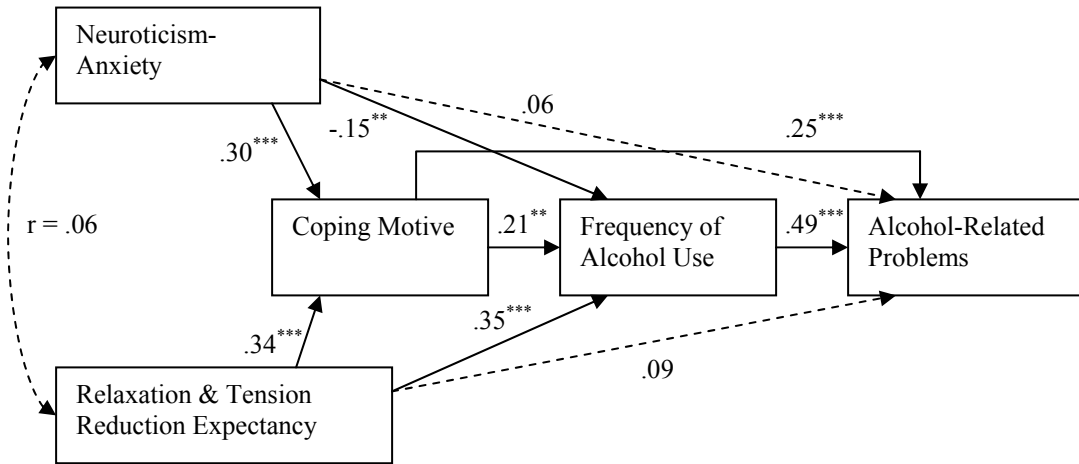 Neuroticism-
Anxiety
.06
-.15**
.25***
.30***
r = .06
Coping Motive
.21**
Frequency of
Alcohol Use
.49***
Alcohol-Related
Problems
.34***
.35***
.09
Relaxation & Tension
Reduction Expectancy